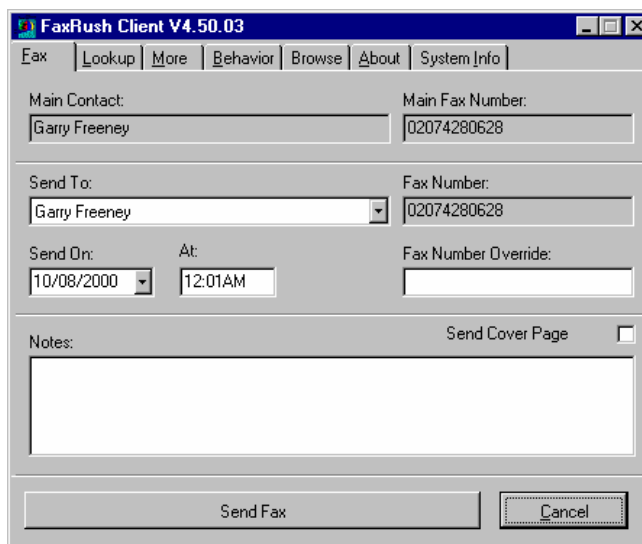 FaxRush Client V4.50.03
Fax Lookup More Behavior Browse About System Info
Main Contact: Main Fax Number:
Garry Freeney 02074280628
Send To: Fax Number:
Garry Freeney 02074280628
Send On: At: Fax Number Override:
10/08/2000 12:01AM
Notes: Send Cover Page
Send Fax Cancel